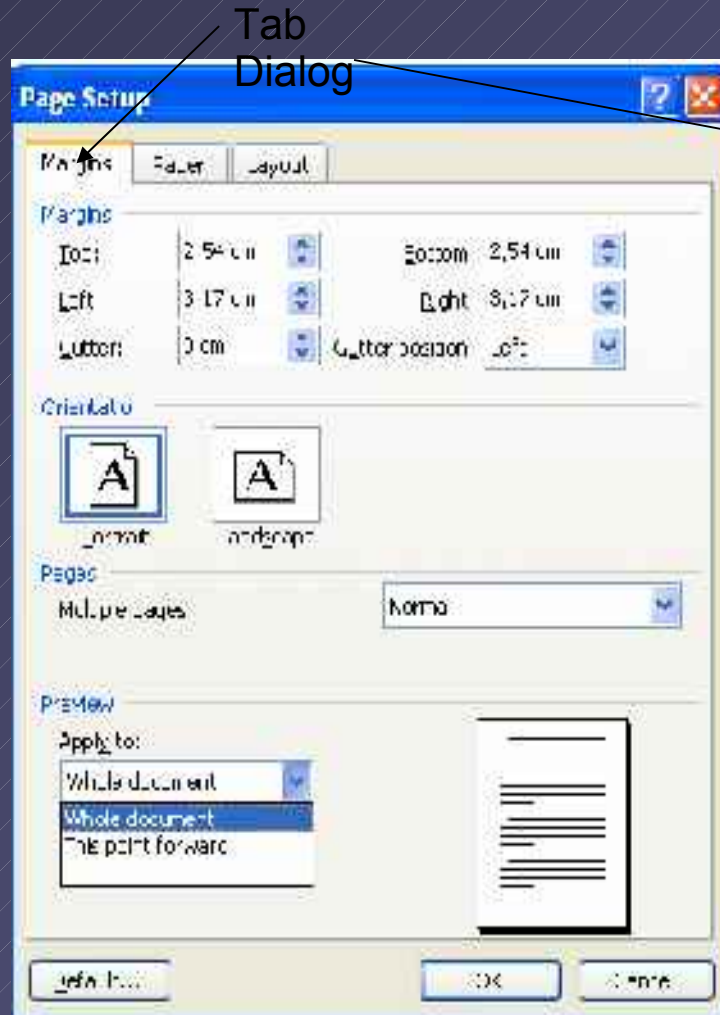 Tab
Dialog
Page Setup
Margins Paper Layout
Margins
Top: 2,54 cm Bottom 2,54 cm
Left 3,17 cm Right 3,17 cm
Gutter: 0 cm Gutter position Left
Orientatio
Portrait Landscape
Pages
Multiple pages Normal
Preview
Apply to:
Whole document
Whole document
This point forward
Default... OK Cancel